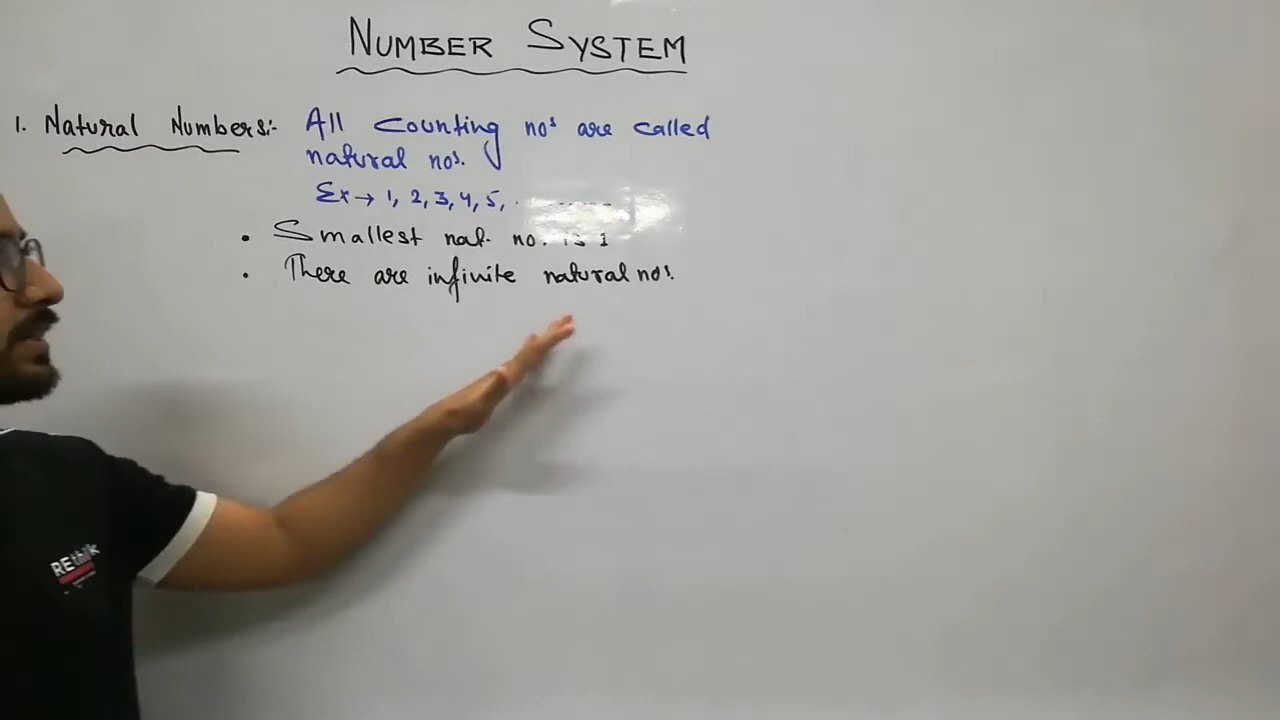 NUMBER SYSTEM
1. Natural Numbers:- All counting nos are called
natural nos.
Ex → 1, 2, 3, 4, 5, ........
• Smallest nat. no. is 1
• There are infinite natural nos.
REthik